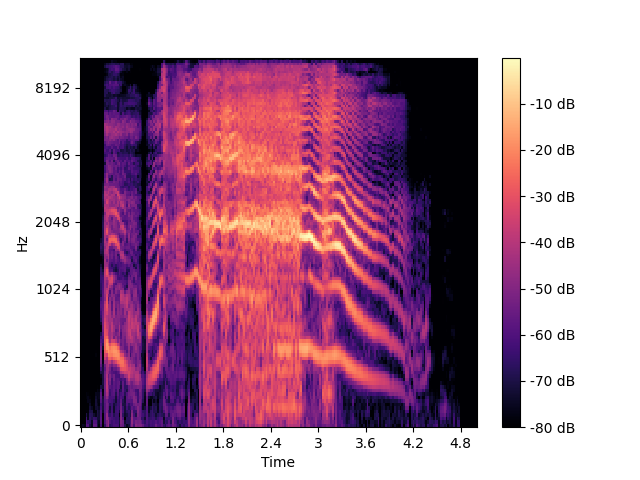 8192
4096
2048
1024
512
0
Hz
0 0.6 1.2 1.8 2.4 3 3.6 4.2 4.8
Time
-10 dB
-20 dB
-30 dB
-40 dB
-50 dB
-60 dB
-70 dB
-80 dB